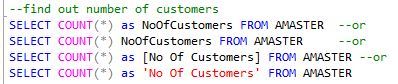 --find out number of customers
SELECT COUNT(*) as NoOfCustomers FROM AMASTER --or
SELECT COUNT(*) NoOfCustomers FROM AMASTER --or
SELECT COUNT(*) as [No Of Customers] FROM AMASTER --or
SELECT COUNT(*) as 'No Of Customers' FROM AMASTER